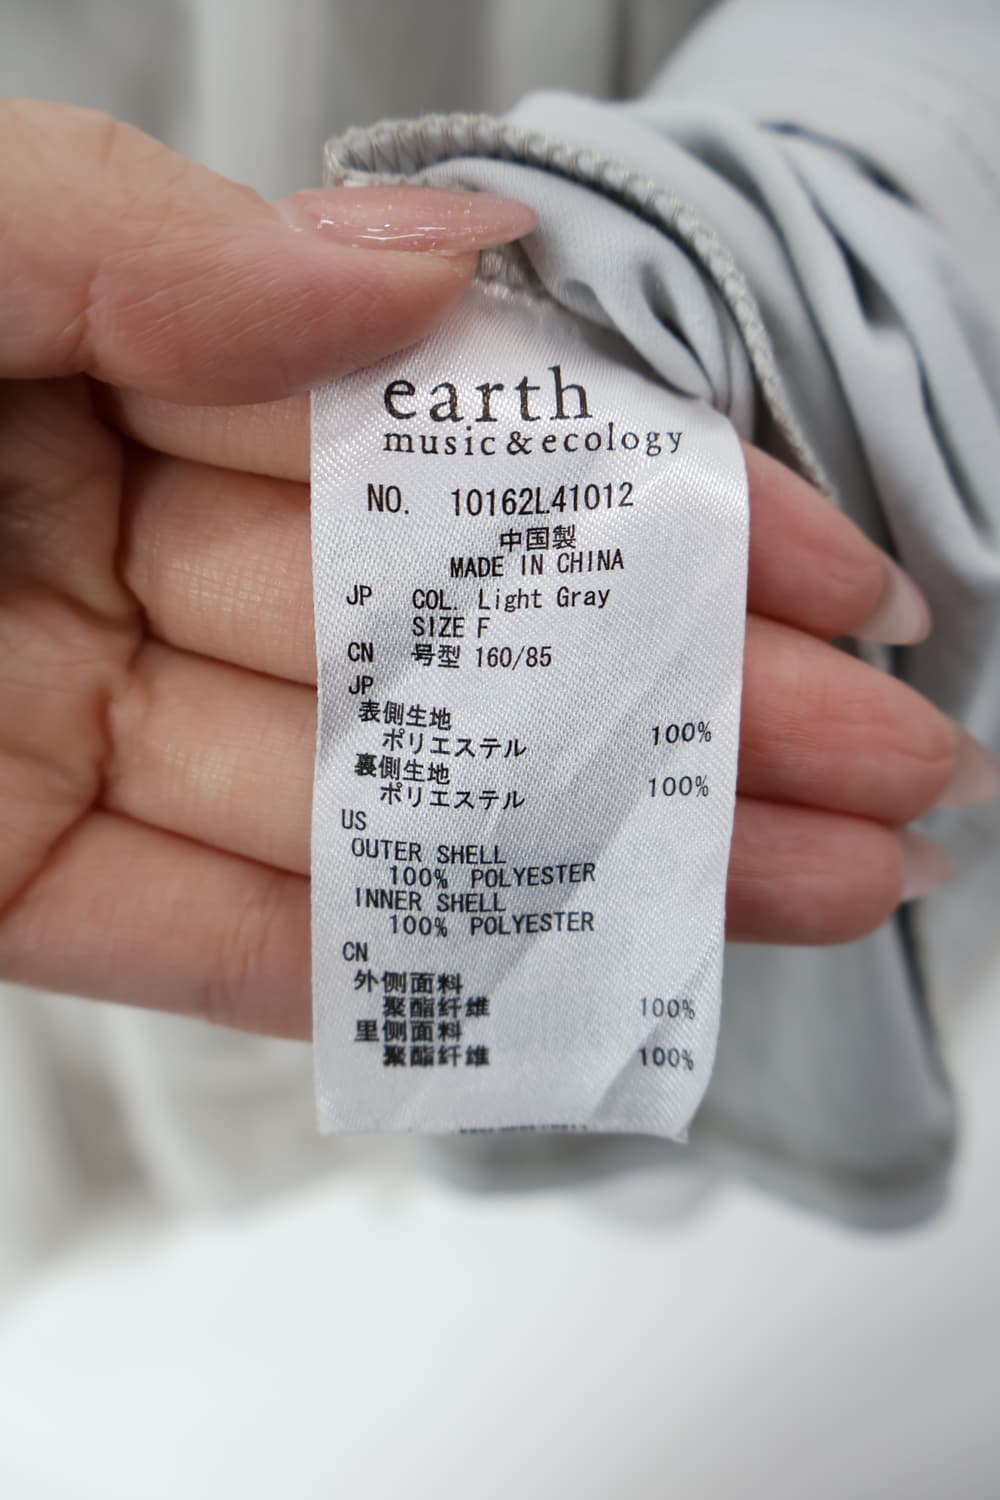 earth
music & ecology
NO. 10162L41012
中国製
MADE IN CHINA
JP COL. Light Gray
SIZE F
CN 号型 160/85
JP
表側生地
ポリエステル 100%
裏側生地
ポリエステル 100%
US
OUTER SHELL
100% POLYESTER
INNER SHELL
100% POLYESTER
CN
外侧面料
聚酯纤维 100%
里侧面料
聚酯纤维 100%